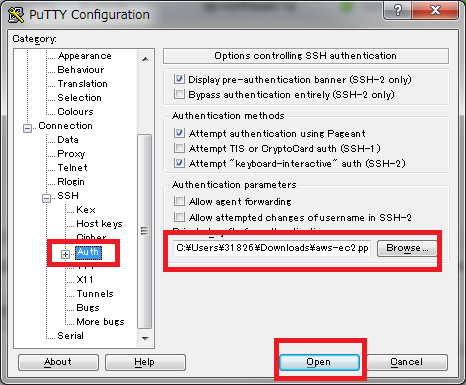 PuTTY Configuration
Category:
Appearance
Behaviour
Translation
Selection
Colours
Connection
Data
Proxy
Telnet
Rlogin
SSH
Kex
Host keys
Cipher
Auth
X11
Tunnels
Bugs
More bugs
Serial
Options controlling SSH authentication
Display pre-authentication banner (SSH-2 only)
Bypass authentication entirely (SSH-2 only)
Authentication methods
Attempt authentication using Pageant
Attempt TIS or CryptoCard auth (SSH-1)
Attempt "keyboard-interactive" auth (SSH-2)
Authentication parameters
Allow agent forwarding
Allow attempted changes of username in SSH-2
C:¥Users¥31826¥Downloads¥aws-ec2.pp
Browse...
About
Help
Open
Cancel